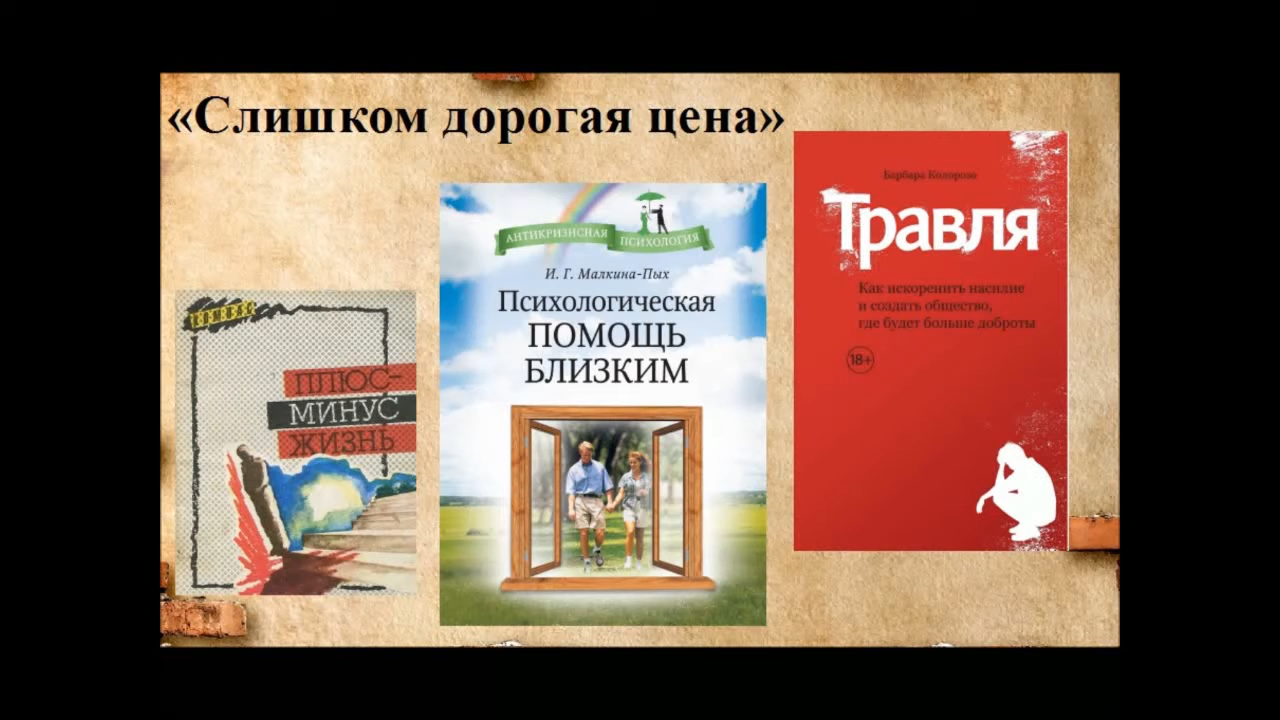 «Слишком дорогая цена»
КОМПАС
ПЛЮС-
МИНУС
ЖИЗНЬ
АНТИКРИЗИСНАЯ ПСИХОЛОГИЯ
И. Г. Малкина-Пых
Психологическая
ПОМОЩЬ
БЛИЗКИМ
Барбара Колорозо
Травля
Как искоренить насилие
и создать общество,
где будет больше доброты
18+